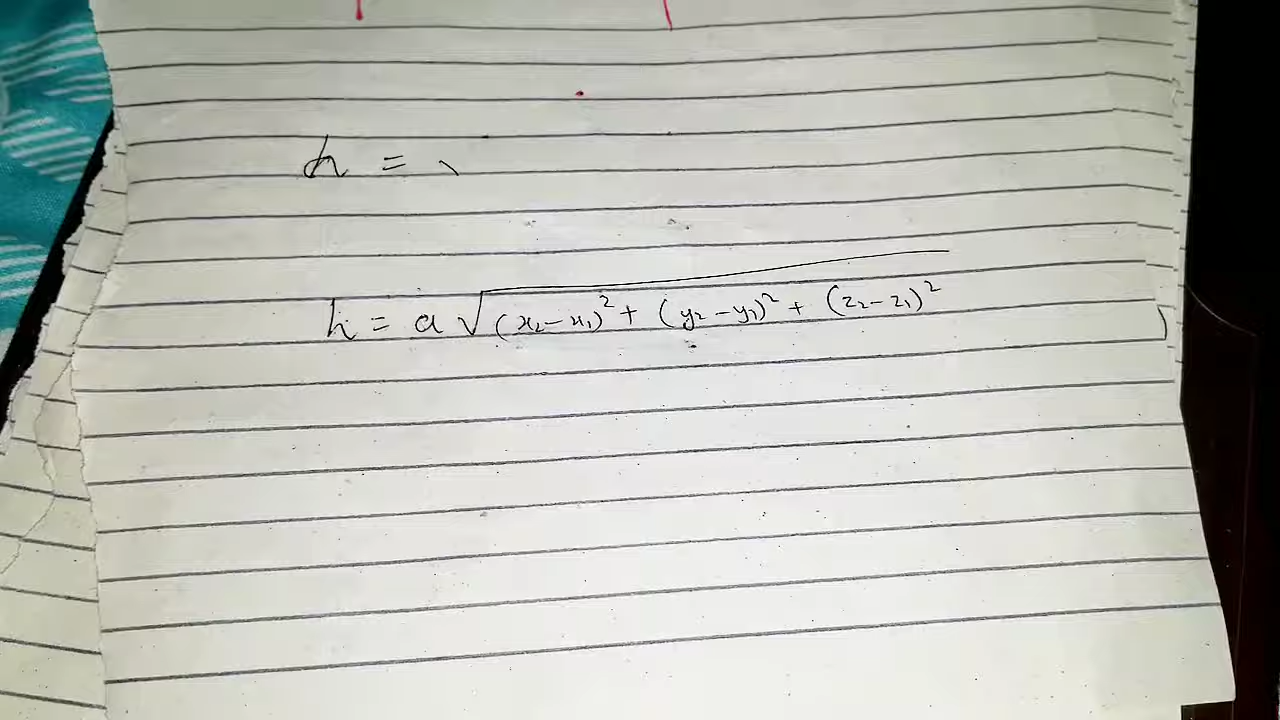 h =
h = a √(x₂-x₁)² + (y₂-y₁)² + (z₂-z₁)²